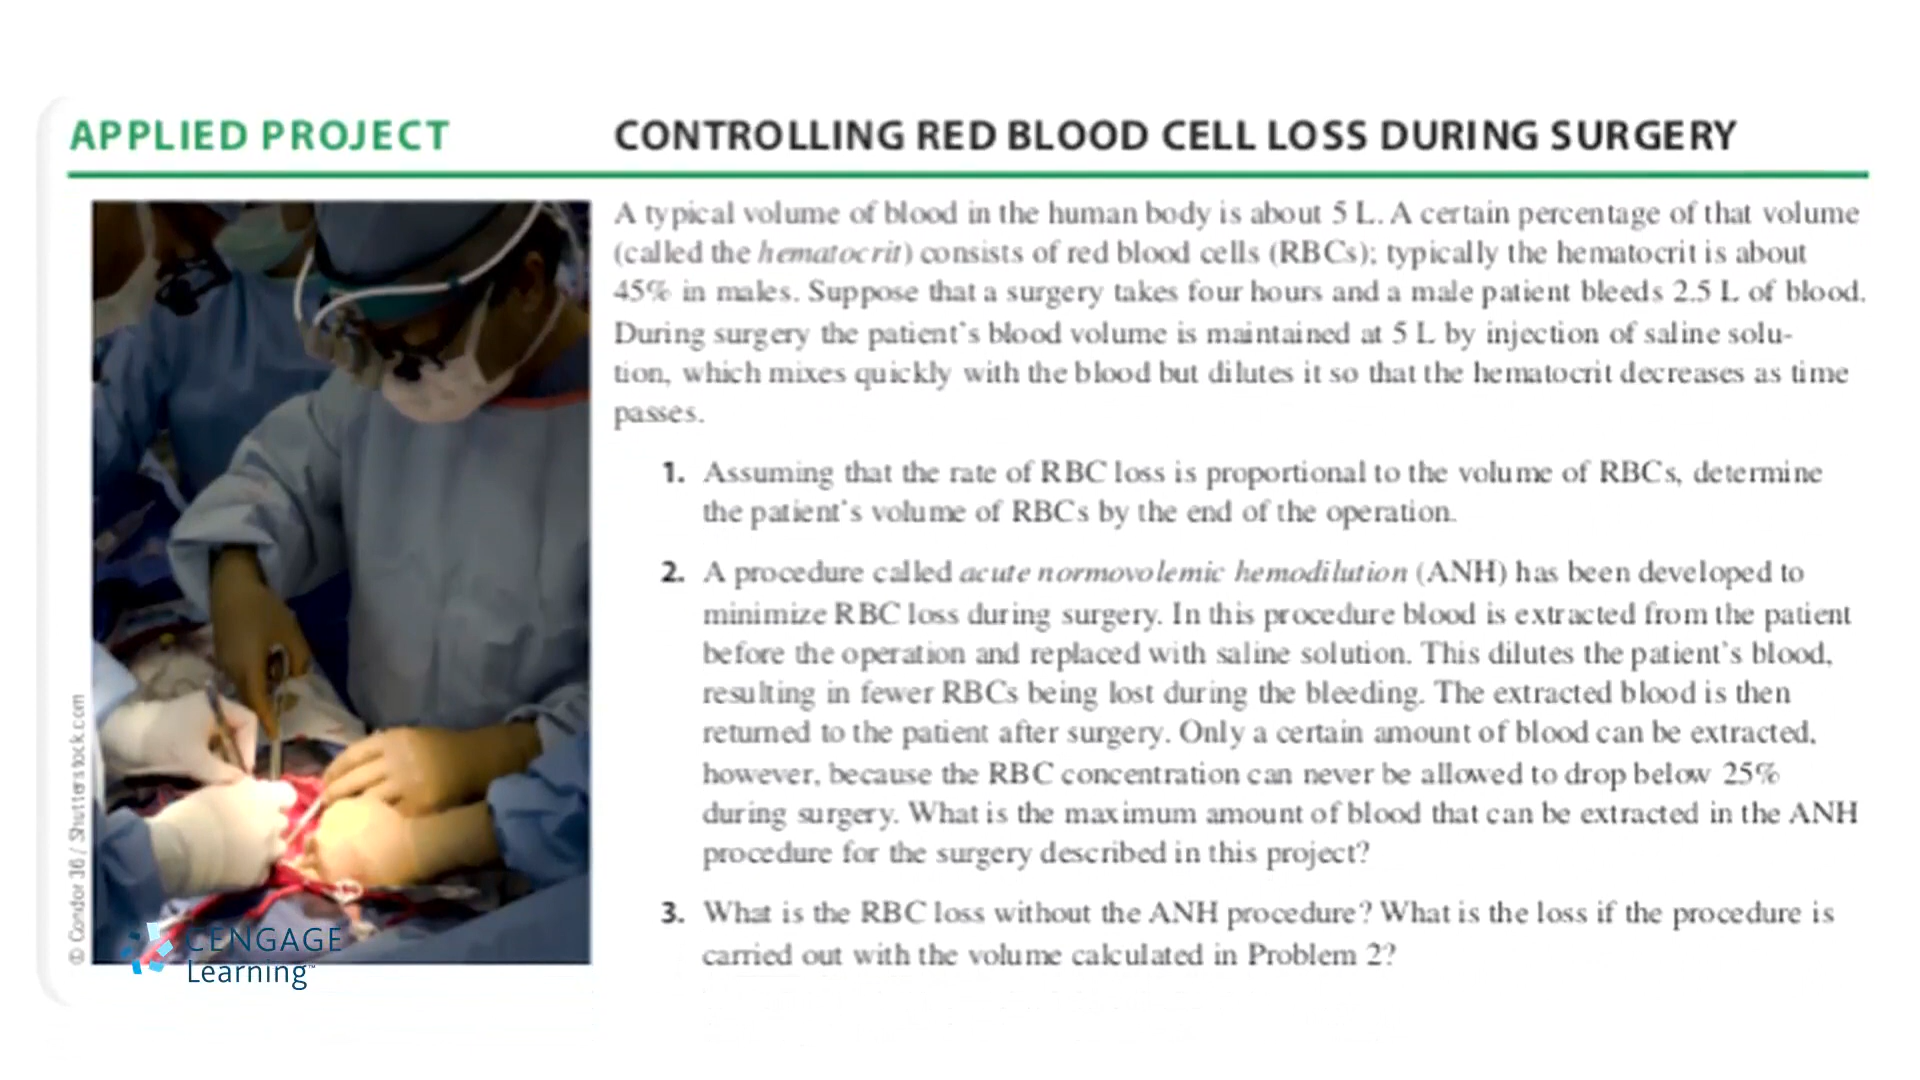 APPLIED PROJECT
CONTROLLING RED BLOOD CELL LOSS DURING SURGERY
A typical volume of blood in the human body is about 5 L. A certain percentage of that volume
(called the hematocrit) consists of red blood cells (RBCs); typically the hematocrit is about
45% in males. Suppose that a surgery takes four hours and a male patient bleeds 2.5 L of blood.
During surgery the patient's blood volume is maintained at 5 L by injection of saline solu-
tion, which mixes quickly with the blood but dilutes it so that the hematocrit decreases as time
passes.
1. Assuming that the rate of RBC loss is proportional to the volume of RBCs, determine
the patient's volume of RBCs by the end of the operation.
2. A procedure called acute normovolemic hemodilution (ANH) has been developed to
minimize RBC loss during surgery. In this procedure blood is extracted from the patient
before the operation and replaced with saline solution. This dilutes the patient's blood,
resulting in fewer RBCs being lost during the bleeding. The extracted blood is then
returned to the patient after surgery. Only a certain amount of blood can be extracted,
however, because the RBC concentration can never be allowed to drop below 25%
during surgery. What is the maximum amount of blood that can be extracted in the ANH
procedure for the surgery described in this project?
3. What is the RBC loss without the ANH procedure? What is the loss if the procedure is
carried out with the volume calculated in Problem 2?
© Condor 36 / Shutterstock.com
CENGAGE
Learning™